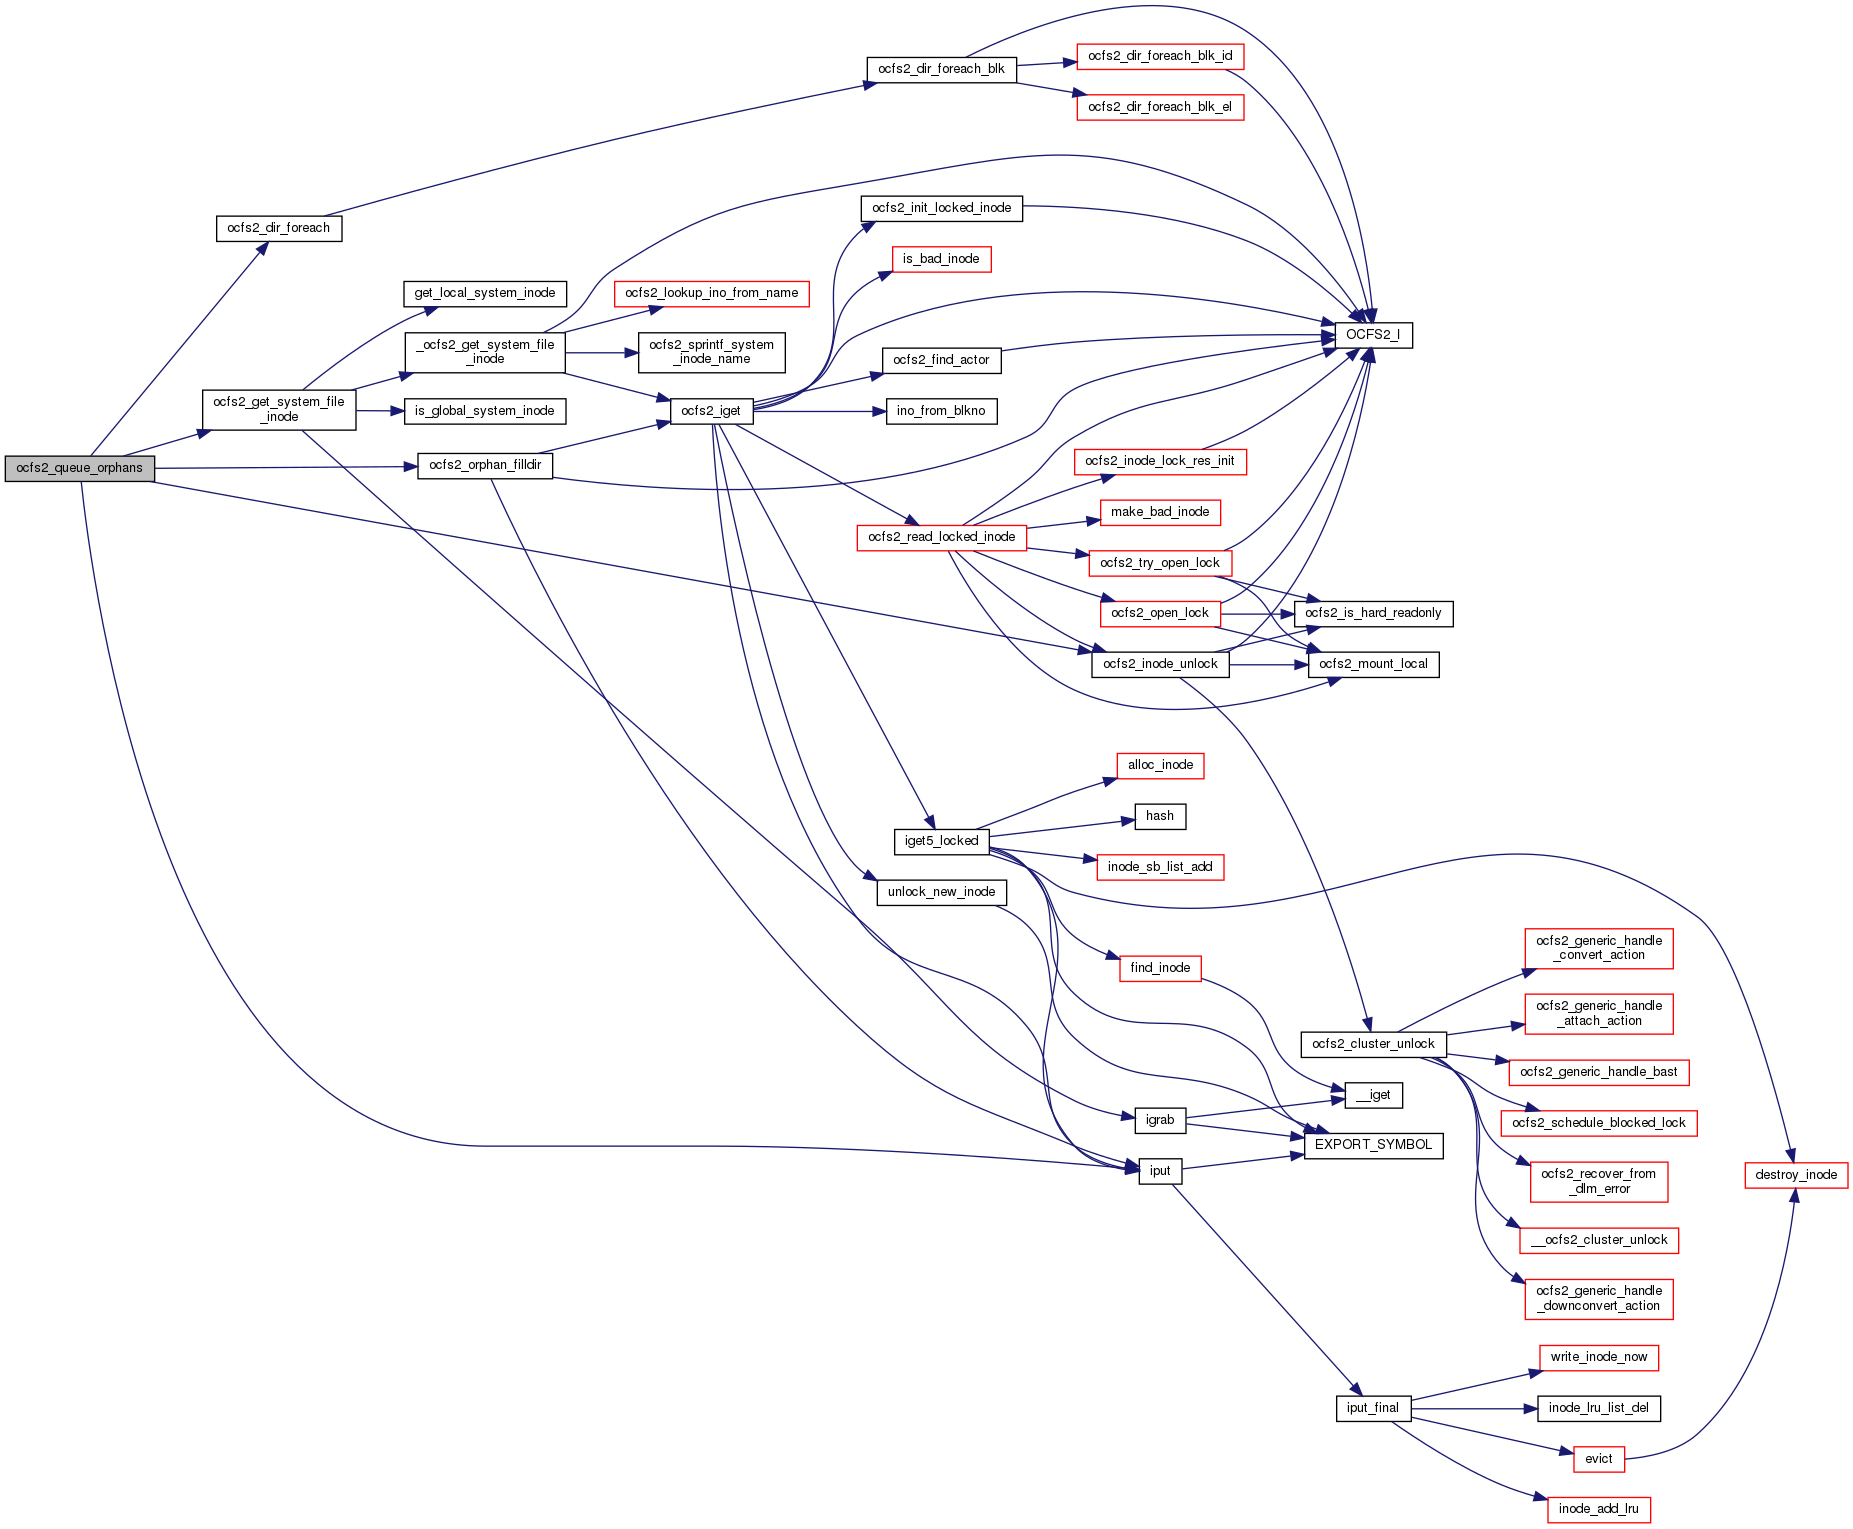 ocfs2_dir_foreach_blk
ocfs2_dir_foreach_blk_id
ocfs2_dir_foreach_blk_el
ocfs2_dir_foreach
ocfs2_init_locked_inode
is_bad_inode
get_local_system_inode
ocfs2_lookup_ino_from_name
_ocfs2_get_system_file
_inode
ocfs2_sprintf_system
_inode_name
ocfs2_find_actor
OCFS2_I
ocfs2_get_system_file
_inode
is_global_system_inode
ocfs2_iget
ino_from_blkno
ocfs2_queue_orphans
ocfs2_orphan_filldir
ocfs2_inode_lock_res_init
make_bad_inode
ocfs2_read_locked_inode
ocfs2_try_open_lock
ocfs2_open_lock
ocfs2_is_hard_readonly
ocfs2_inode_unlock
ocfs2_mount_local
alloc_inode
hash
iget5_locked
inode_sb_list_add
unlock_new_inode
find_inode
ocfs2_generic_handle
_convert_action
ocfs2_generic_handle
_attach_action
ocfs2_cluster_unlock
ocfs2_generic_handle_bast
__iget
igrab
ocfs2_schedule_blocked_lock
EXPORT_SYMBOL
iput
ocfs2_recover_from
_dlm_error
destroy_inode
__ocfs2_cluster_unlock
ocfs2_generic_handle
_downconvert_action
write_inode_now
iput_final
inode_lru_list_del
evict
inode_add_lru